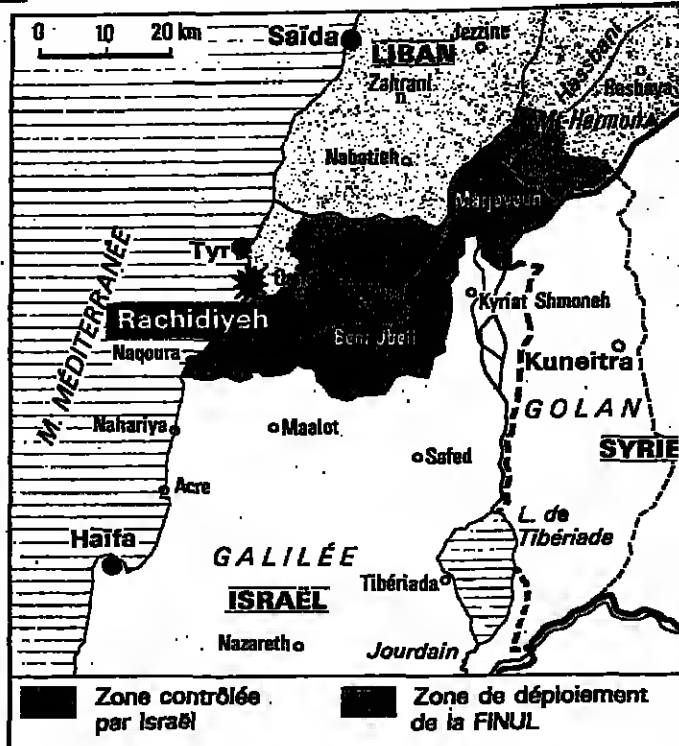 0 10 20 km
Saïda
LIBAN
Jezzine
Zahrani
Hasbani
Rashaya
Mt-Hermon
Nabatieh
Marjayoun
Tyr
M. MÉDITERRANÉE
Rachidiyeh
Kyriat Shmoneh
Naqoura
Bent Jbeil
Kuneitra
GOLAN
Nahariya
Maalot
Safed
SYRIE
Acre
L. de
Tibériade
Haïfa
GALILÉE
Tibériada
ISRAËL
Nazareth
Jourdain
Zone contrôlée
par Israël
Zone de déploiement
de la FINUL